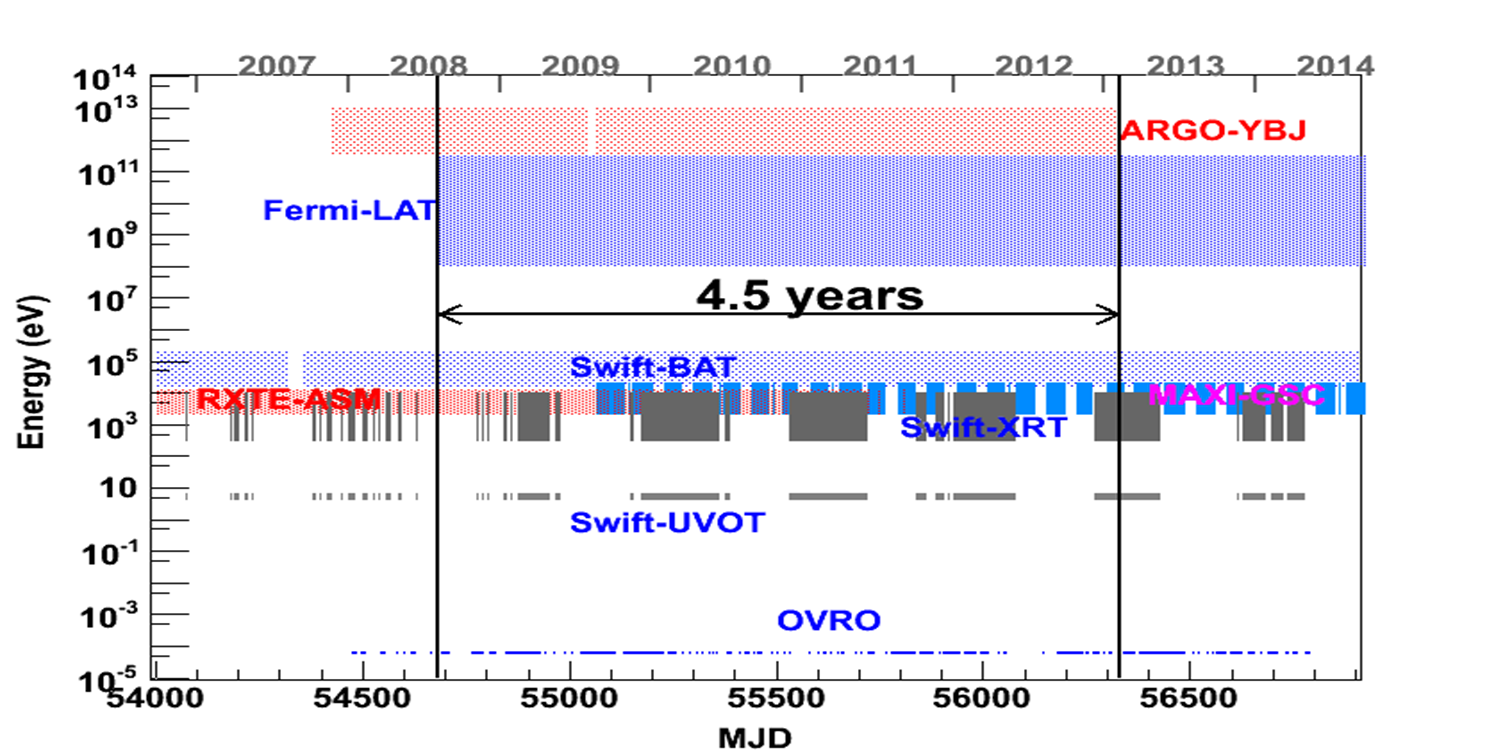 2007 2008 2009 2010 2011 2012 2013 2014
10¹⁴
10¹³
ARGO-YBJ
10¹¹
Fermi-LAT
10⁹
4.5 years
10⁷
10⁵
Swift-BAT
RXTE-ASM
MAXI-GSC
10³
Swift-XRT
10
Swift-UVOT
10⁻¹
10⁻³
OVRO
10⁻⁵
Energy (eV)
54000 54500 55000 55500 56000 56500
MJD